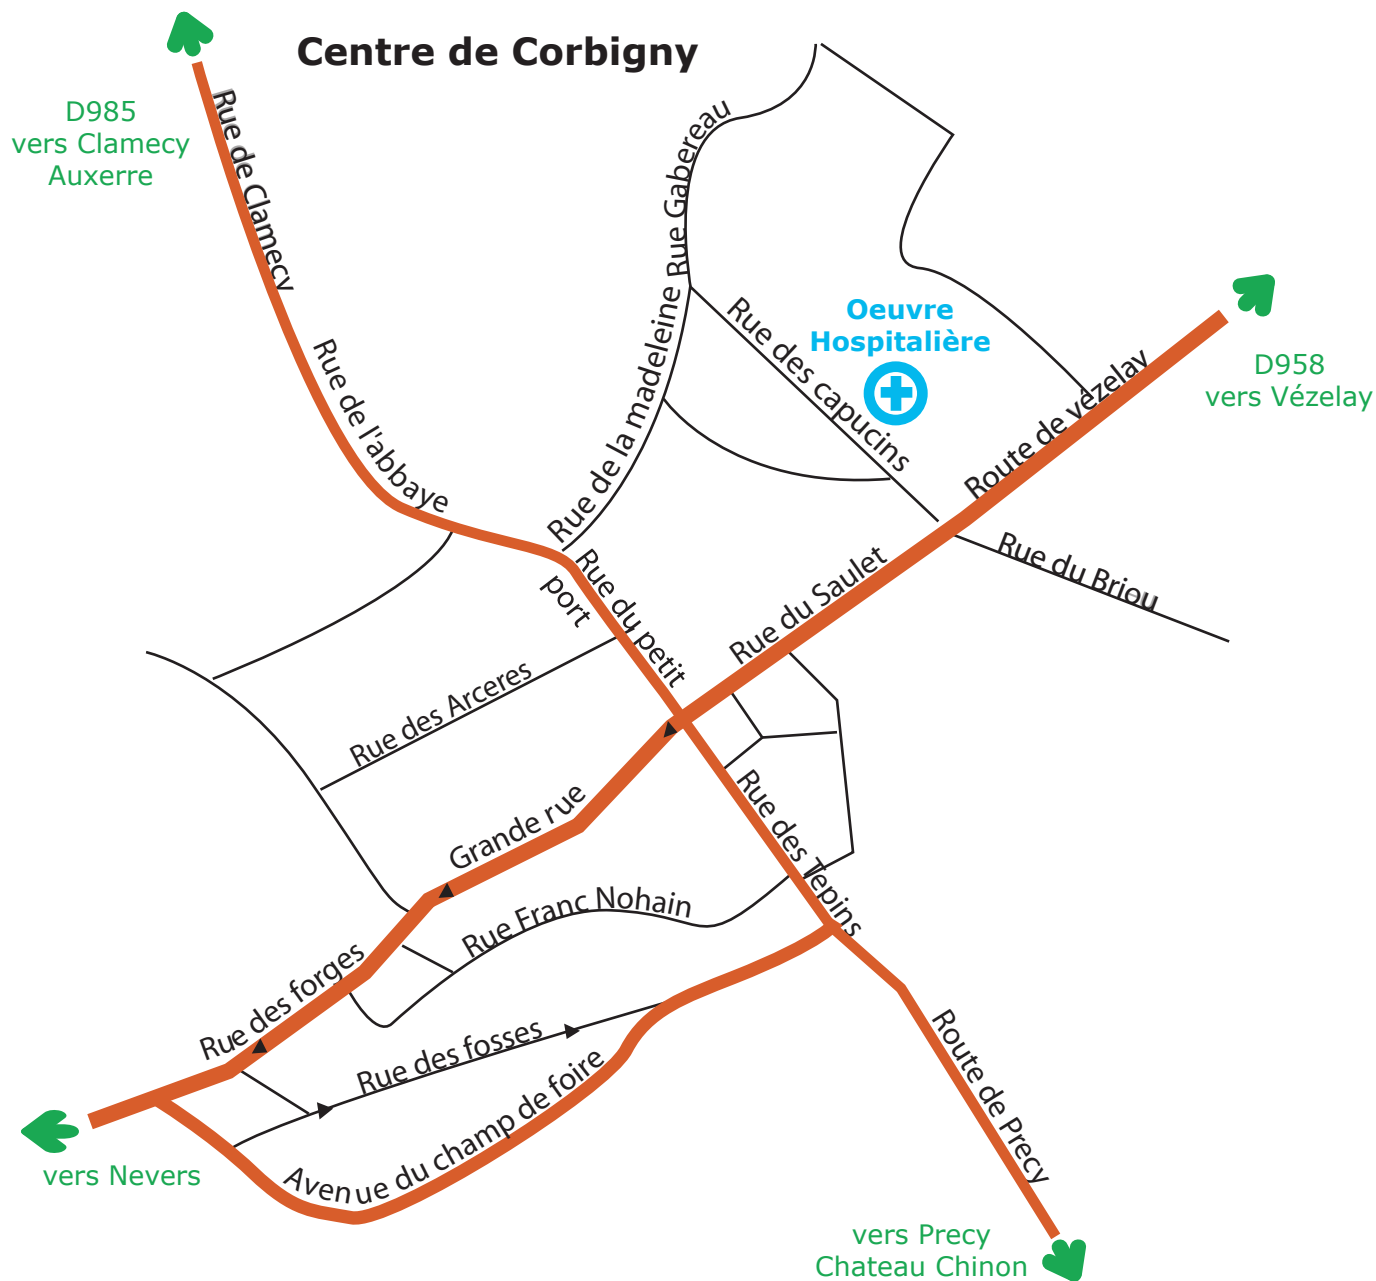 Centre de Corbigny
D985
vers Clamecy
Auxerre
Rue de Clamecy
Rue Gabereau
Oeuvre
Hospitalière
D958
vers Vézelay
Rue de l'abbaye
Rue de la madeleine
Rue des capucins
Route de vézelay
Rue du petit
port
Rue du Saulet
Rue du Briou
Rue des Arceres
Grande rue
Rue des Tepins
Rue Franc Nohain
Rue des forges
Rue des fosses
Avenue du champ de foire
Route de Precy
vers Nevers
vers Precy
Chateau Chinon